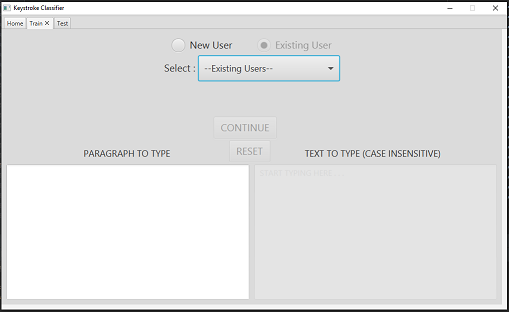 Keystroke Classifier
Home Train Test
New User Existing User
Select : --Existing Users--
CONTINUE
RESET
PARAGRAPH TO TYPE TEXT TO TYPE (CASE INSENSITIVE)
START TYPING HERE....